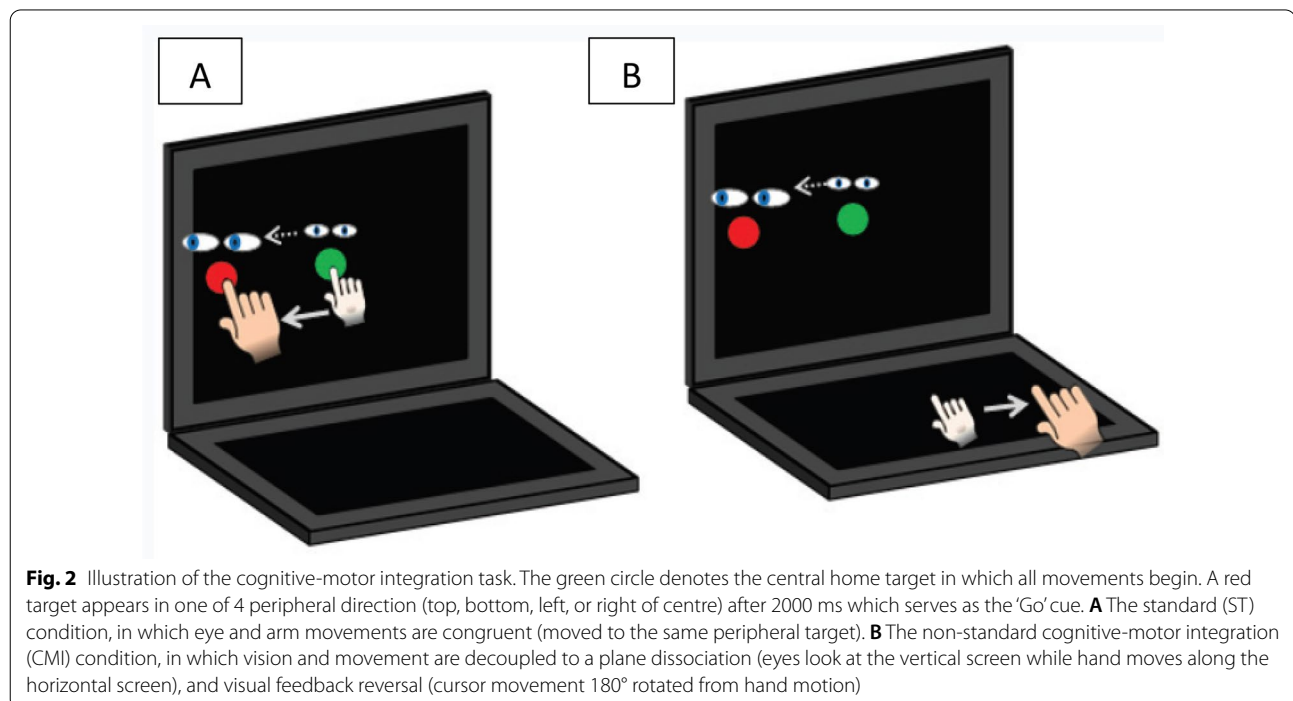 A
B
Fig. 2 Illustration of the cognitive-motor integration task. The green circle denotes the central home target in which all movements begin. A red
target appears in one of 4 peripheral direction (top, bottom, left, or right of centre) after 2000 ms which serves as the ‘Go’ cue. A The standard (ST)
condition, in which eye and arm movements are congruent (moved to the same peripheral target). B The non-standard cognitive-motor integration
(CMI) condition, in which vision and movement are decoupled to a plane dissociation (eyes look at the vertical screen while hand moves along the
horizontal screen), and visual feedback reversal (cursor movement 180° rotated from hand motion)